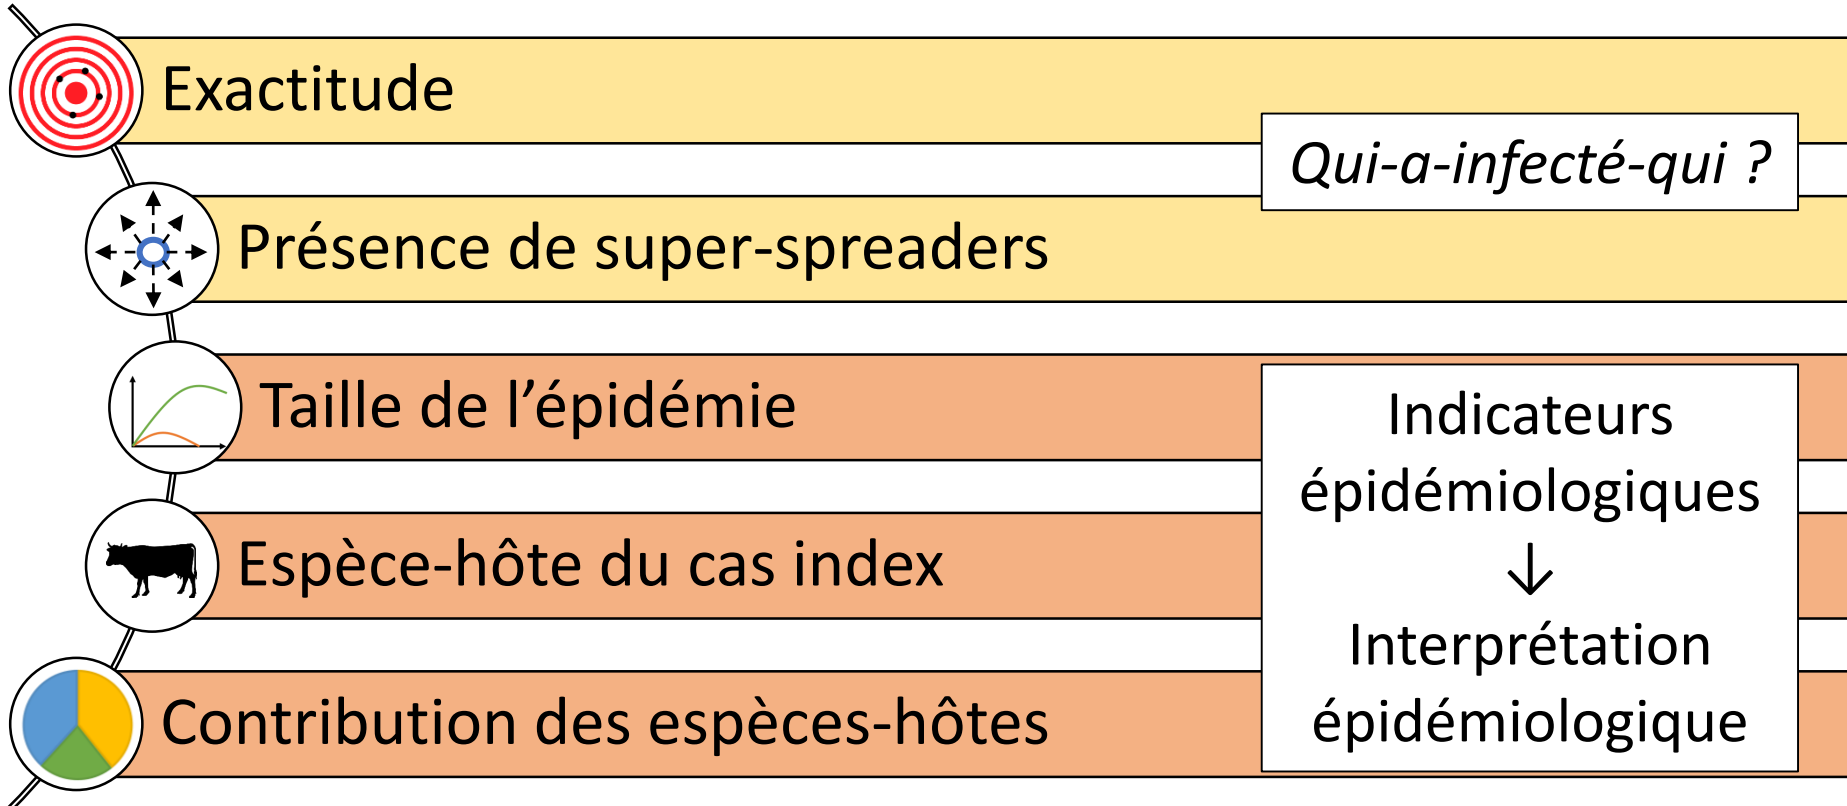 Exactitude
Qui-a-infecté-qui ?
Présence de super-spreaders
Taille de l’épidémie
Espèce-hôte du cas index
Contribution des espèces-hôtes
Indicateurs
épidémiologiques
↓
Interprétation
épidémiologique